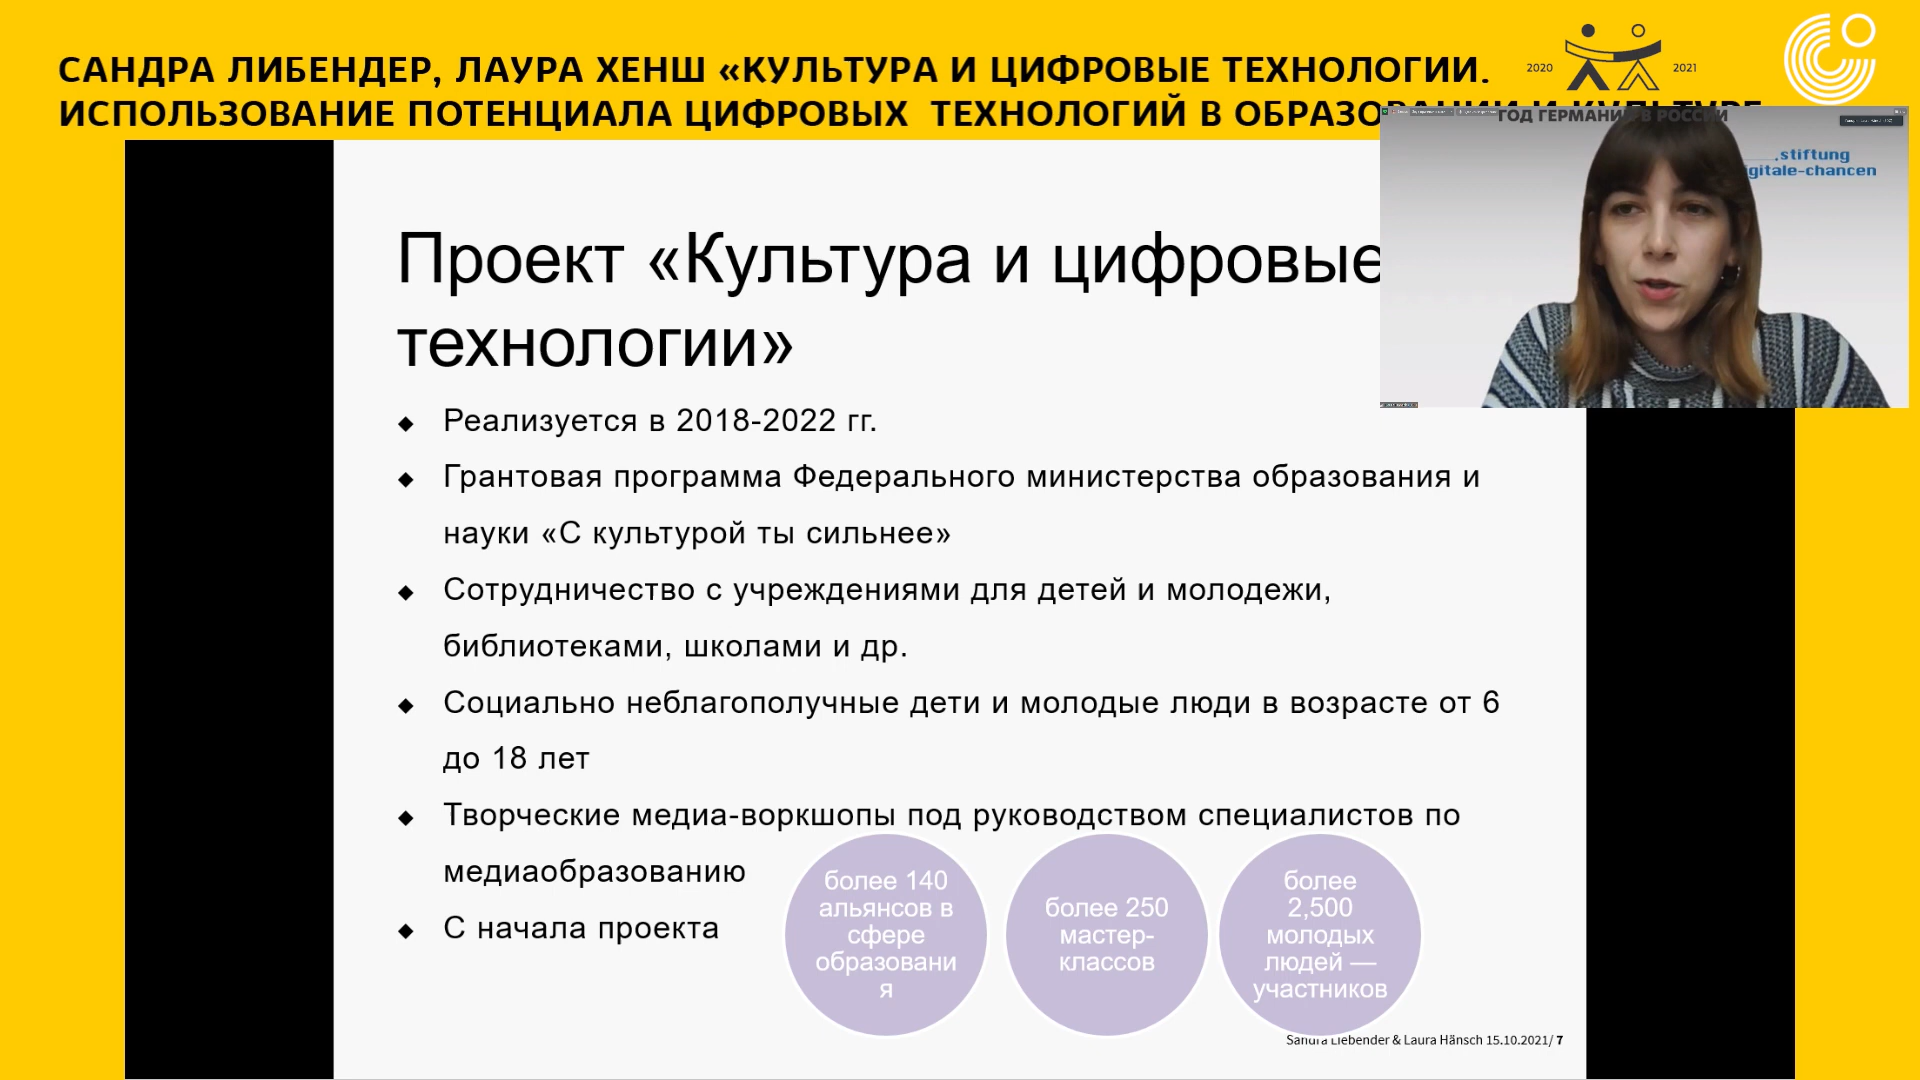 САНДРА ЛИБЕНДЕР, ЛАУРА ХЕНШ «КУЛЬТУРА И ЦИФРОВЫЕ ТЕХНОЛОГИИ.
ИСПОЛЬЗОВАНИЕ ПОТЕНЦИАЛА ЦИФРОВЫХ ТЕХНОЛОГИЙ В ОБРАЗОВАНИИ И КУЛЬТУРЕ
2020
2021
ГОД ГЕРМАНИИ В РОССИИ
stiftung
igitale-chancen
Проект «Культура и цифровые
технологии»
Реализуется в 2018-2022 гг.
Грантовая программа Федерального министерства образования и
науки «С культурой ты сильнее»
Сотрудничество с учреждениями для детей и молодежи,
библиотеками, школами и др.
Социально неблагополучные дети и молодые люди в возрасте от 6
до 18 лет
Творческие медиа-воркшопы под руководством специалистов по
медиаобразованию
С начала проекта
более 140
альянсов в
сфере
образовани
я
более 250
мастер-
классов
более
2,500
молодых
людей —
участников
Sandra Liebender & Laura Hänsch 15.10.2021/ 7